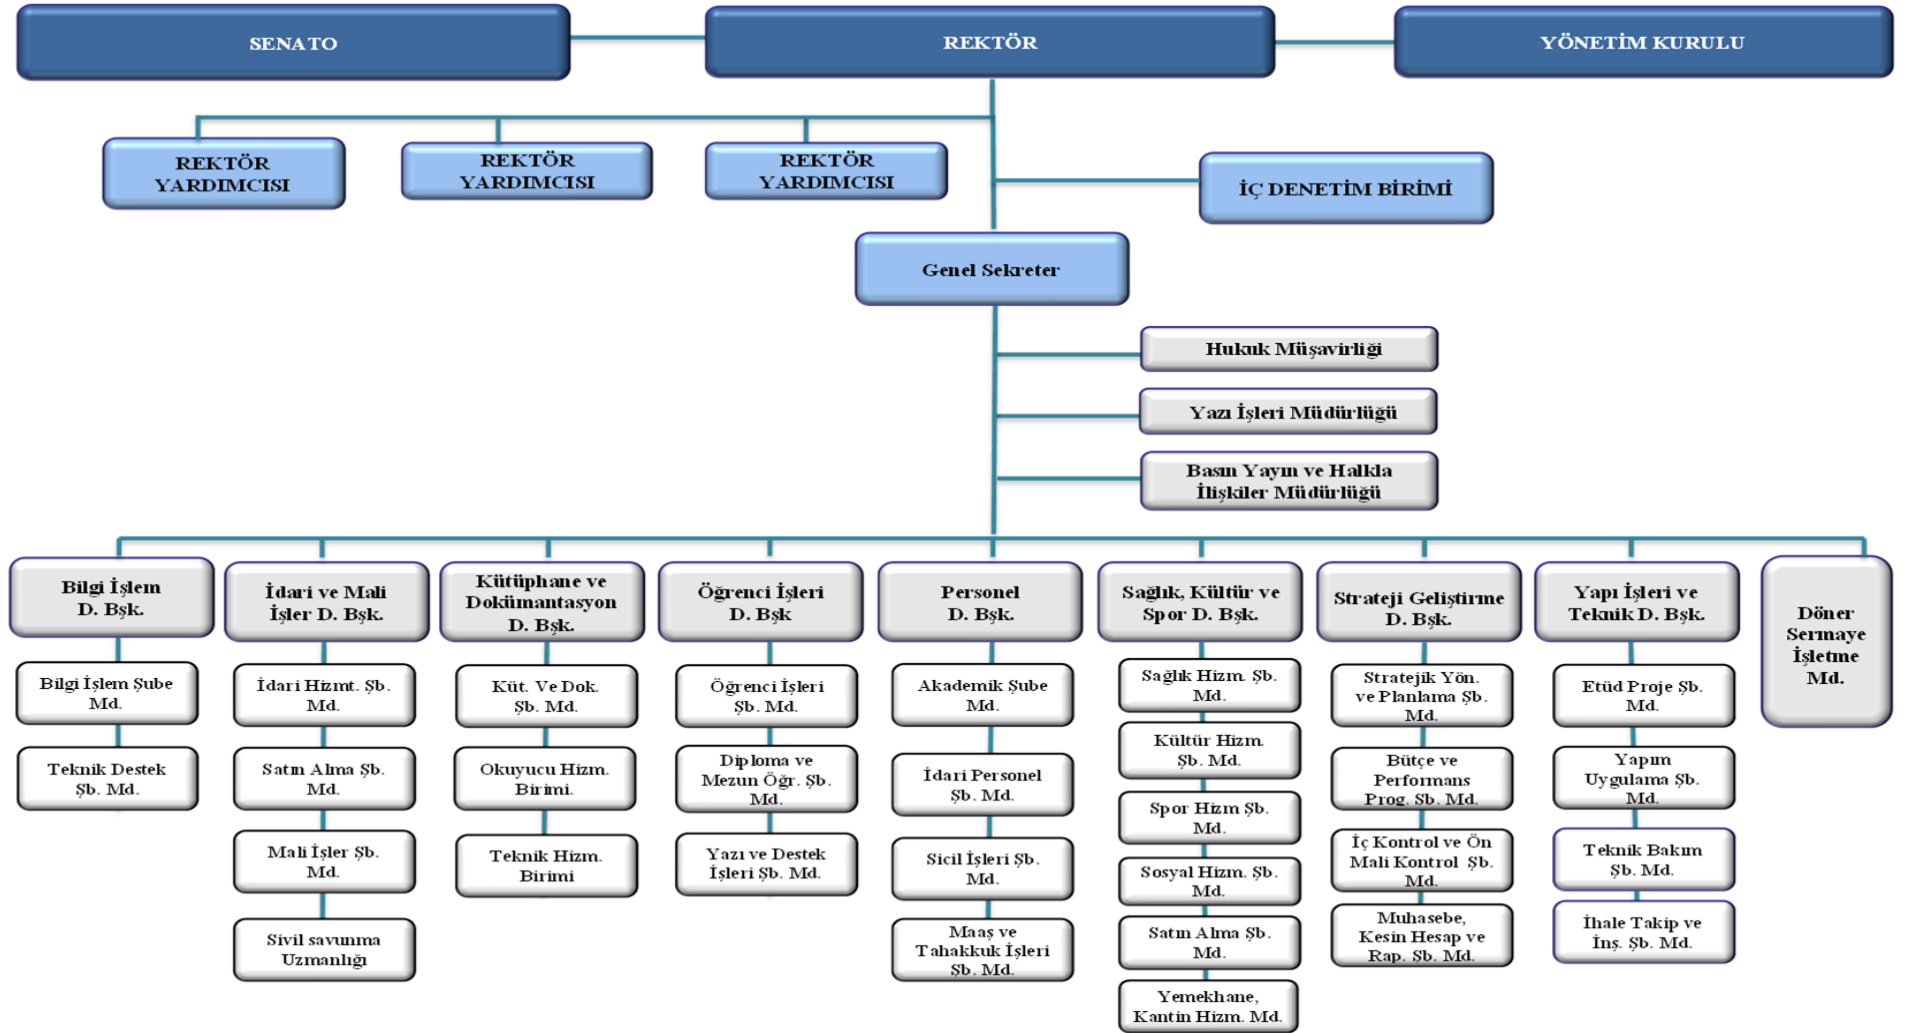 SENATO
REKTÖR
YÖNETİM KURULU
REKTÖR
YARDIMCISI
REKTÖR
YARDIMCISI
REKTÖR
YARDIMCISI
İÇ DENETİM BİRİMİ
Genel Sekreter
Hukuk Müşavirliği
Yazı İşleri Müdürlüğü
Basın Yayın ve Halkla
İlişkiler Müdürlüğü
Bilgi İşlem
D. Bşk.
İdari ve Mali
İşler D. Bşk.
Kütüphane ve
Dokümantasyon
D. Bşk.
Öğrenci İşleri
D. Bşk
Personel
D. Bşk.
Sağlık, Kültür ve
Spor D. Bşk.
Strateji Geliştirme
D. Bşk.
Yapı İşleri ve
Teknik D. Bşk.
Döner
Sermaye
İşletme
Md.
Bilgi İşlem Şube
Md.
Teknik Destek
Şb. Md.
İdari Hizmt. Şb.
Md.
Satın Alma Şb.
Md.
Mali İşler Şb.
Md.
Sivil savunma
Uzmanlığı
Küt. Ve Dok.
Şb. Md.
Okuyucu Hizm.
Birimi.
Teknik Hizm.
Birimi
Öğrenci İşleri
Şb. Md.
Diploma ve
Mezun Öğr. Şb.
Md.
Yazı ve Destek
İşleri Şb. Md.
Akademik Şube
Md.
İdari Personel
Şb. Md.
Sicil İşleri Şb.
Md.
Maaş ve
Tahakkuk İşleri
Şb. Md.
Sağlık Hizm. Şb.
Md.
Kültür Hizm.
Şb. Md.
Spor Hizm Şb.
Md.
Sosyal Hizm. Şb.
Md.
Satın Alma Şb.
Md.
Yemekhane,
Kantin Hizm. Md.
Stratejik Yön.
ve Planlama Şb.
Md.
Bütçe ve
Performans
Prog. Şb. Md.
İç Kontrol ve Ön
Mali Kontrol Şb.
Md.
Muhasebe,
Kesin Hesap ve
Rap. Şb. Md.
Etüd Proje Şb.
Md.
Yapım
Uygulama Şb.
Md.
Teknik Bakım
Şb. Md.
İhale Takip ve
İnş. Şb. Md.